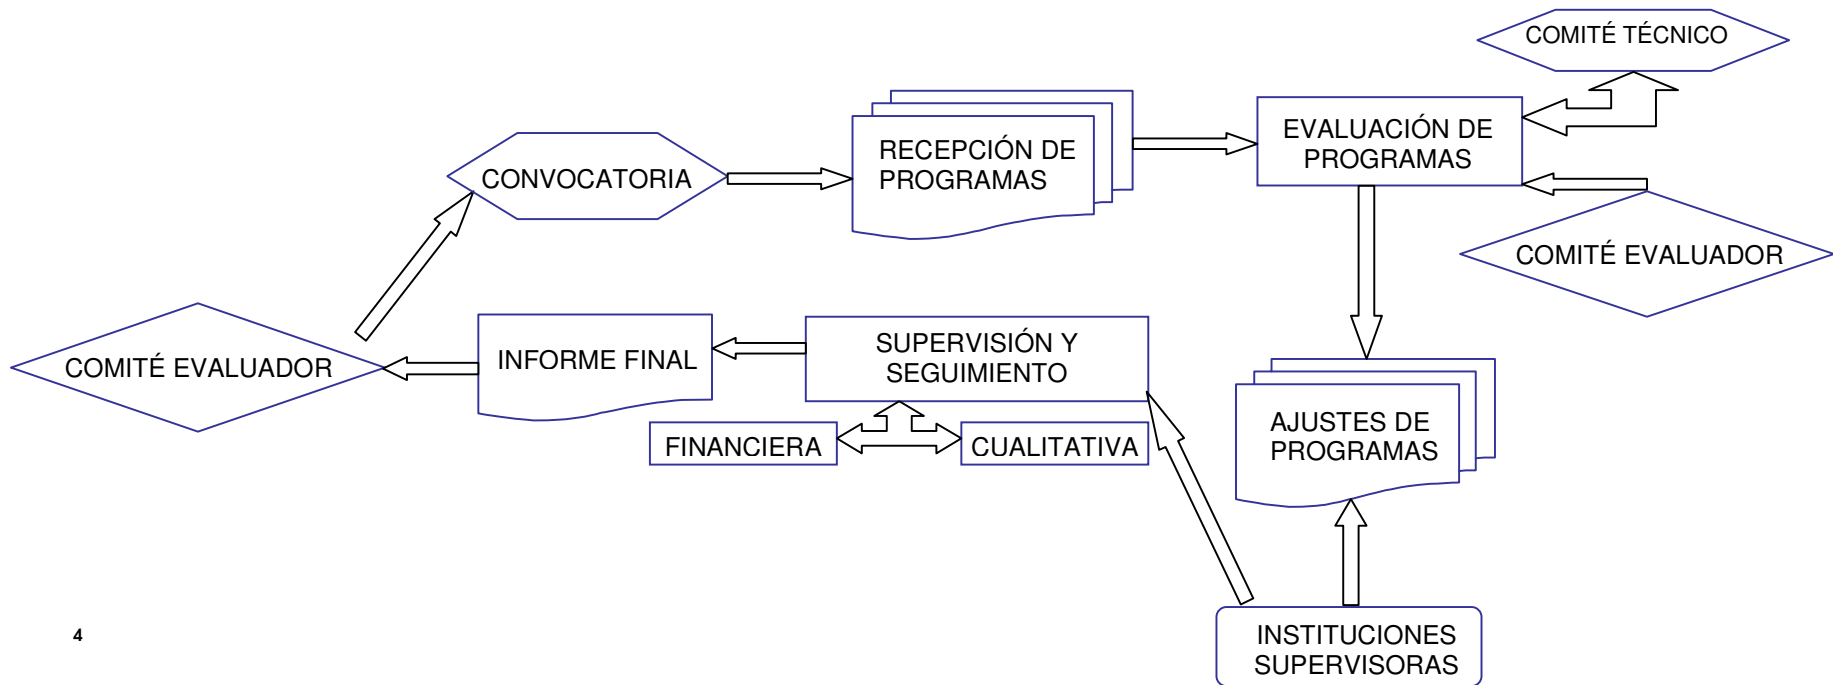 COMITÉ TÉCNICO
EVALUACIÓN DE
PROGRAMAS
RECEPCIÓN DE
PROGRAMAS
CONVOCATORIA
COMITÉ EVALUADOR
COMITÉ EVALUADOR
INFORME FINAL
SUPERVISIÓN Y
SEGUIMIENTO
FINANCIERA
CUALITATIVA
AJUSTES DE
PROGRAMAS
INSTITUCIONES
SUPERVISORAS
4